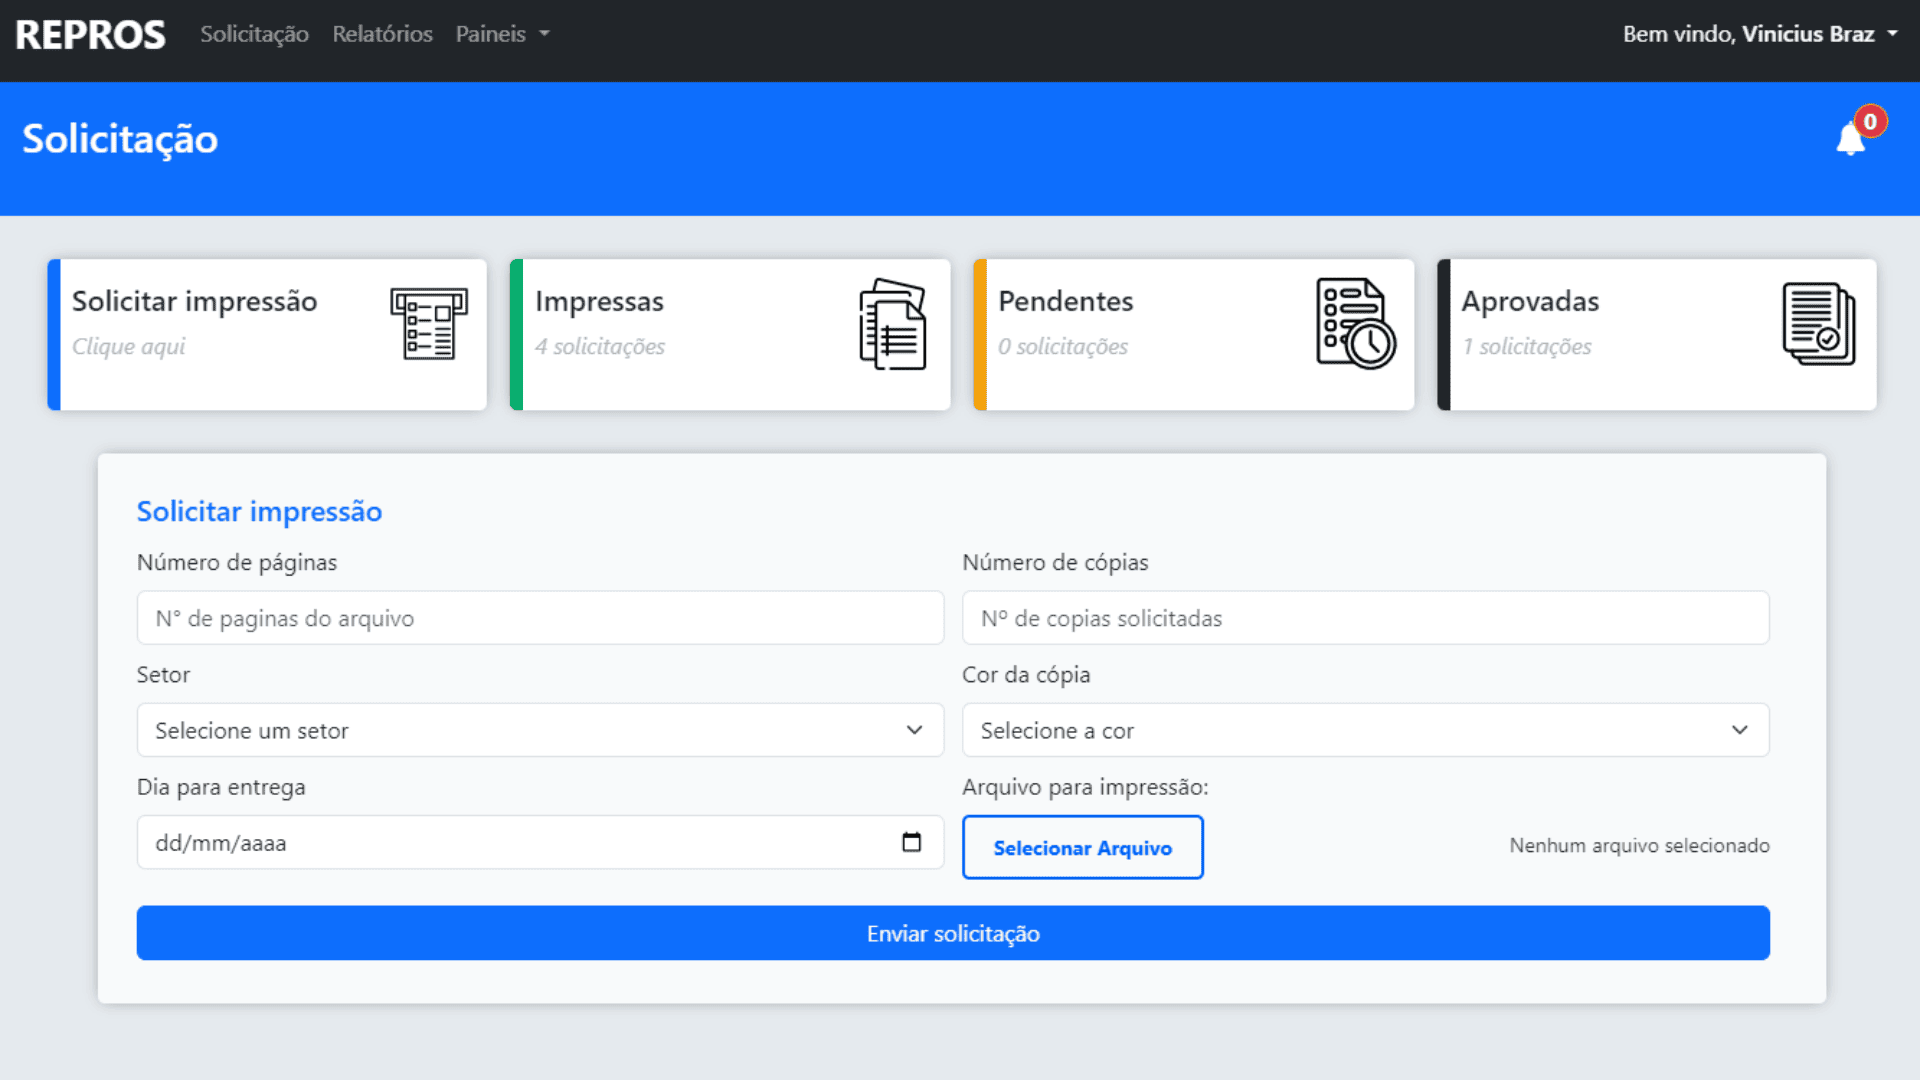 REPROS Solicitação Relatórios Paineis Bem vindo, Vinicius Braz
Solicitação
0
Solicitar impressão
Clique aqui
Impressas
4 solicitações
Pendentes
0 solicitações
Aprovadas
1 solicitações
Solicitar impressão
Número de páginas
N° de paginas do arquivo
Número de cópias
Nº de copias solicitadas
Setor
Selecione um setor
Cor da cópia
Selecione a cor
Dia para entrega
dd/mm/aaaa
Arquivo para impressão:
Selecionar Arquivo
Nenhum arquivo selecionado
Enviar solicitação